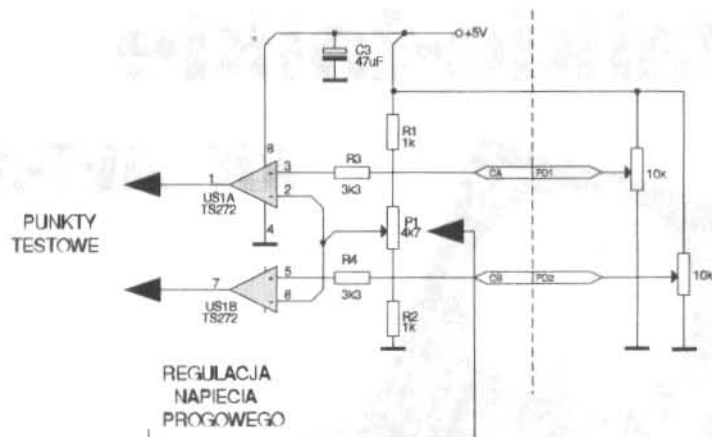 +5V
C3
47uF
R1
1k
8
1
3
2
R3
3k3
CA
PD1
10k
US1A
TS272
4
PUNKTY
TESTOWE
P1
4k7
R4
7
5
6
3k3
CB
PD2
10k
US1B
TS272
R2
1k
REGULACJA
NAPIECIA
PROGOWEGO